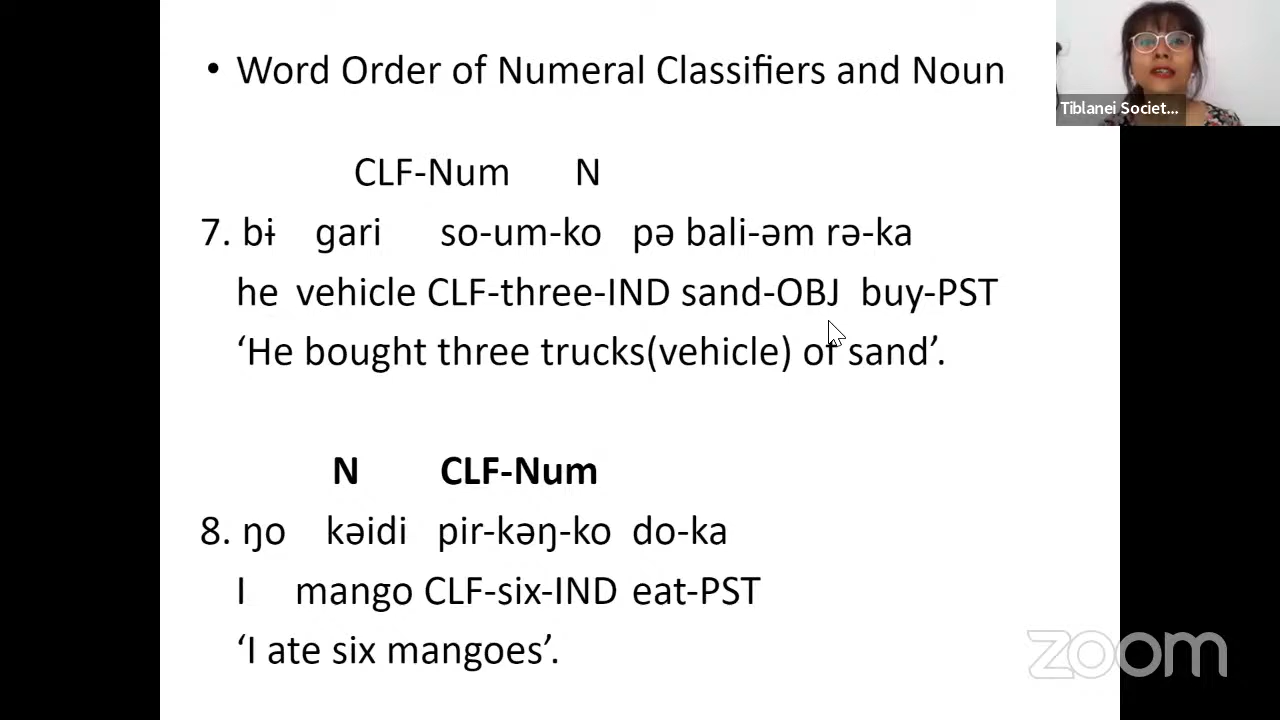 • Word Order of Numeral Classifiers and Noun
Tiblanei Societ...
CLF-Num N
7. bɨ gari so-um-ko pə bali-əm rə-ka
he vehicle CLF-three-IND sand-OBJ buy-PST
‘He bought three trucks(vehicle) of sand’.
N CLF-Num
8. ŋo kəidi pir-kəŋ-ko do-ka
I mango CLF-six-IND eat-PST
‘I ate six mangoes’.
zoom